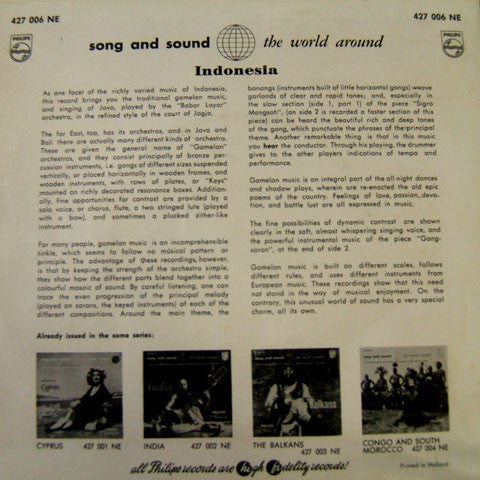 427 006 NE
427 006 NE
PHILIPS
PHILIPS
song and sound the world around
Indonesia
As one facet of the richly varied music of Indonesia,
this record brings you the traditional gamelan music,
and singing of Java, played by the "Babar Layar"
orchestra, in the refined style of the court of Jogja.
The Far East, too, has its orchestras, and in Java and
Bali there are actually many different kinds of orchestra.
These are given the general name of "Gamelan"
orchestras, and they consist principally of bronze per-
cussion instruments, i.e. gongs of different sizes suspended
vertically, or placed horizontally in wooden frames, and
wooden instruments, with rows of plates, or "Keys"
mounted on richly decorated resonance boxes. Addition-
ally, fine opportunities for contrast are provided by a
solo voice, or chorus, flute, a two stringed lute (played
with a bow), and sometimes a plucked zither-like
instrument.
For many people, gamelan music is an incomprehensible
tinkle, which seems to follow no musical pattern or
principle. The advantage of these recordings, however,
is that by keeping the strength of the orchestra simple,
they show how the different parts blend together into a
colourful mosaic of sound. By careful listening, one can
trace the even progression of the principal melody
(played on sarons, the keyed instruments) of each of the
different compositions. Around the main theme, the
bonangs (instruments built of little horizontal gongs) weave
garlands of clear and rapid tones; and, especially in
the slow section (side 1, part 1) of the piece "Sigra
Mangsah", (on side 2 is recorded a faster section of this
piece) can be heard the beautiful rich and deep tones
of the gong, which punctuate the phrases of the principal
theme. Another remarkable thing is that in this music
you hear the conductor. Through his playing, the drummer
gives to the other players indications of tempo and
performance.
Gamelan music is an integral part of the all night dances
and shadow plays, wherein are re-enacted the old epic
poems of the country. Feelings of love, passion, devo-
tion, and battle lust are all expressed in music.
The fine possibilities of dynamic contrast are shown
clearly in the soft, almost whispering singing voice, and
the powerful instrumental music of the piece "Gang-
saran", at the end of side 2.
Gamelan music is built on different scales, follows
different rules, and uses different instruments from
European music. These recordings show that this need
not stand in the way of musical enjoyment. On the
contrary, this unusual world of sound has a very special
charm, all its own.
Already issued in the same series:
song and sound
Cyprus
song and sound
India
song and sound
Balkans
song and sound
CYPRUS 427 001 NE
INDIA 427 002 NE
THE BALKANS
427 003 NE
CONGO AND SOUTH
MOROCCO 427 004 NE
all Philips records are high fidelity records!
Printed in Holland